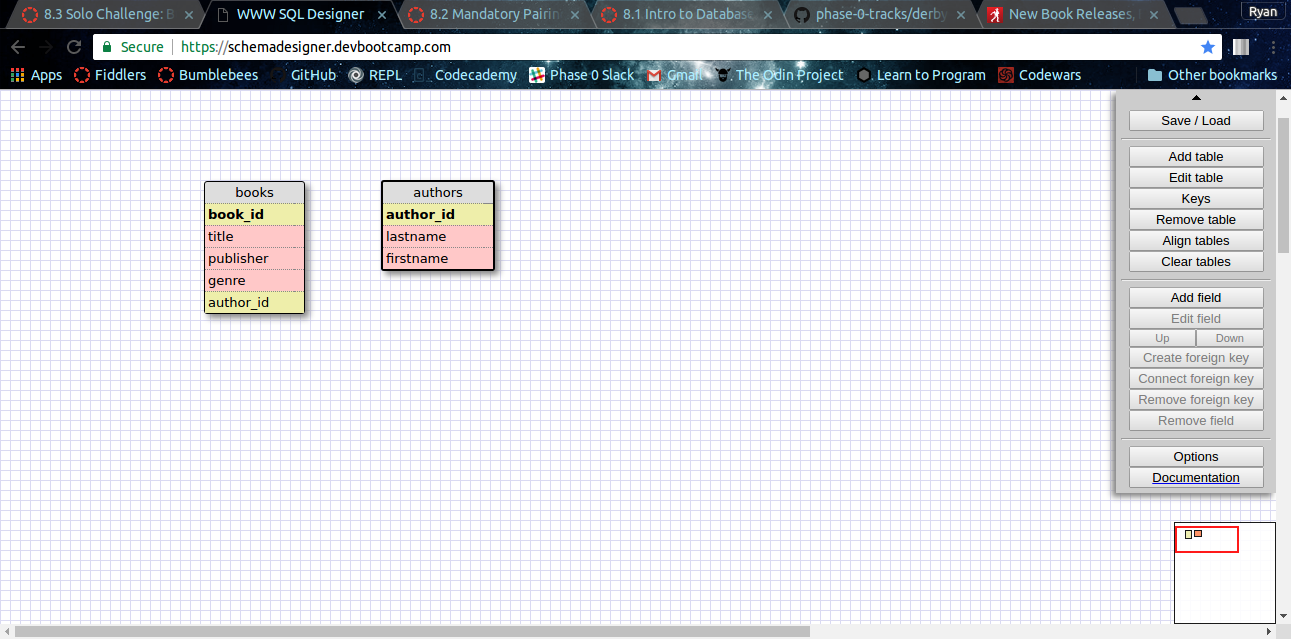 8.3 Solo Challenge: B WWW SQL Designer 8.2 Mandatory Pairin 8.1 Intro to Database phase-0-tracks/derby New Book Releases, Ryan
Secure https://schemadesigner.devbootcamp.com
Apps Fiddlers Bumblebees GitHub REPL Codecademy Phase 0 Slack Gmail The Odin Project Learn to Program Codewars Other bookmarks
Save / Load
Add table
Edit table
Keys
Remove table
Align tables
Clear tables
Add field
Edit field
Up Down
Create foreign key
Connect foreign key
Remove foreign key
Remove field
Options
Documentation
books
book_id
title
publisher
genre
author_id
authors
author_id
lastname
firstname